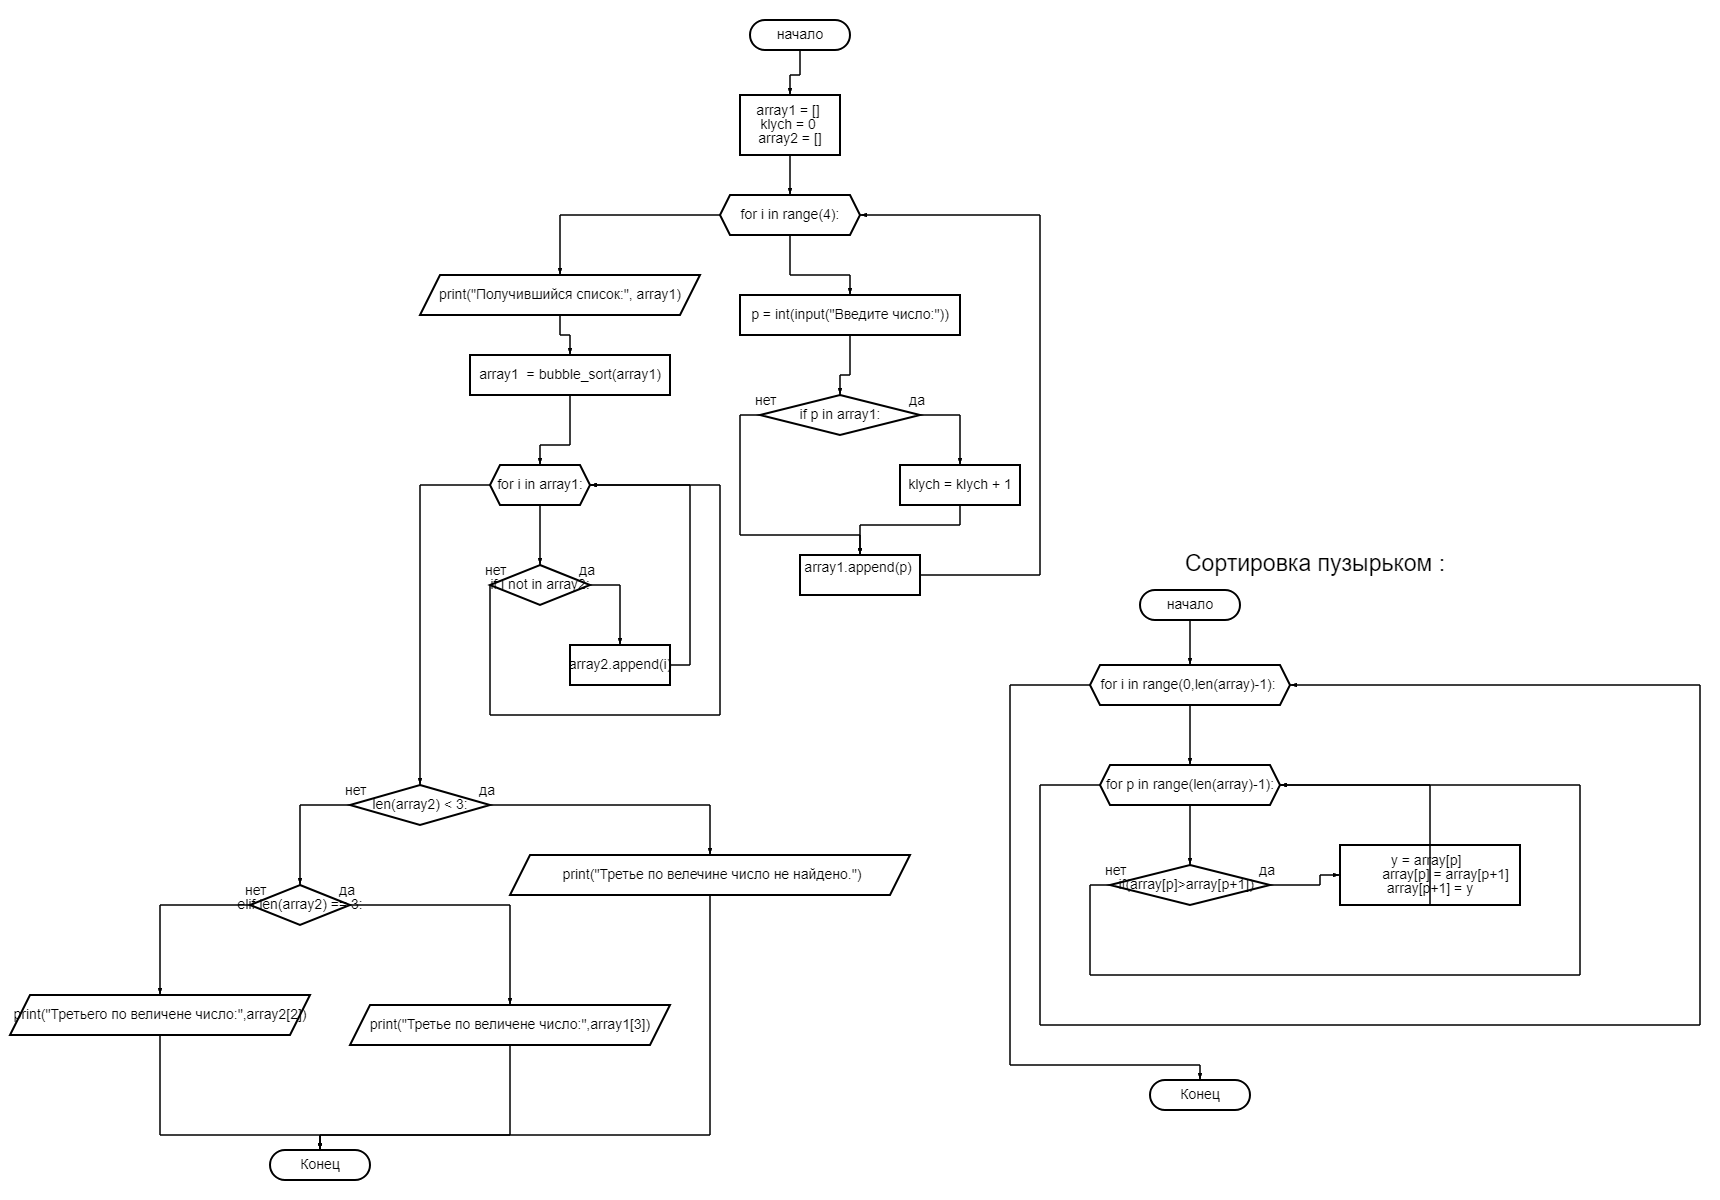 начало
array1 = []
klych = 0
array2 = []
for i in range(4):
print("Получившийся список:", array1)
p = int(input("Введите число:"))
array1  = bubble_sort(array1)
нет
да
if p in array1:
for i in array1:
klych = klych + 1
array1.append(p)
нет
да
if i not in array2:
array2.append(i)
нет
да
len(array2) < 3:
print("Третье по велечине число не найдено.")
нет
да
elif len(array2) == 3:
print("Третьего по величене число:",array2[2])
print("Третье по величене число:",array1[3])
Конец
Сортировка пузырьком :
начало
for i in range(0,len(array)-1):
for p in range(len(array)-1):
нет
да
if(array[p]>array[p+1])
y = array[p]
array[p] = array[p+1]
array[p+1] = y
Конец